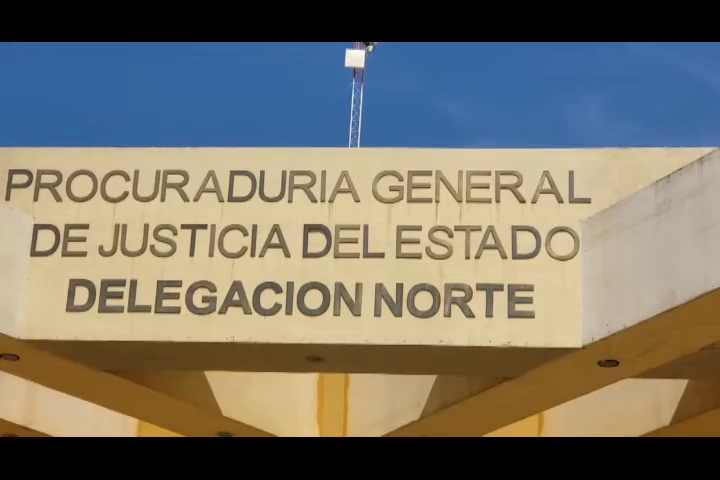 PROCURADURIA GENERAL
DE JUSTICIA DEL ESTADO
DELEGACION NORTE